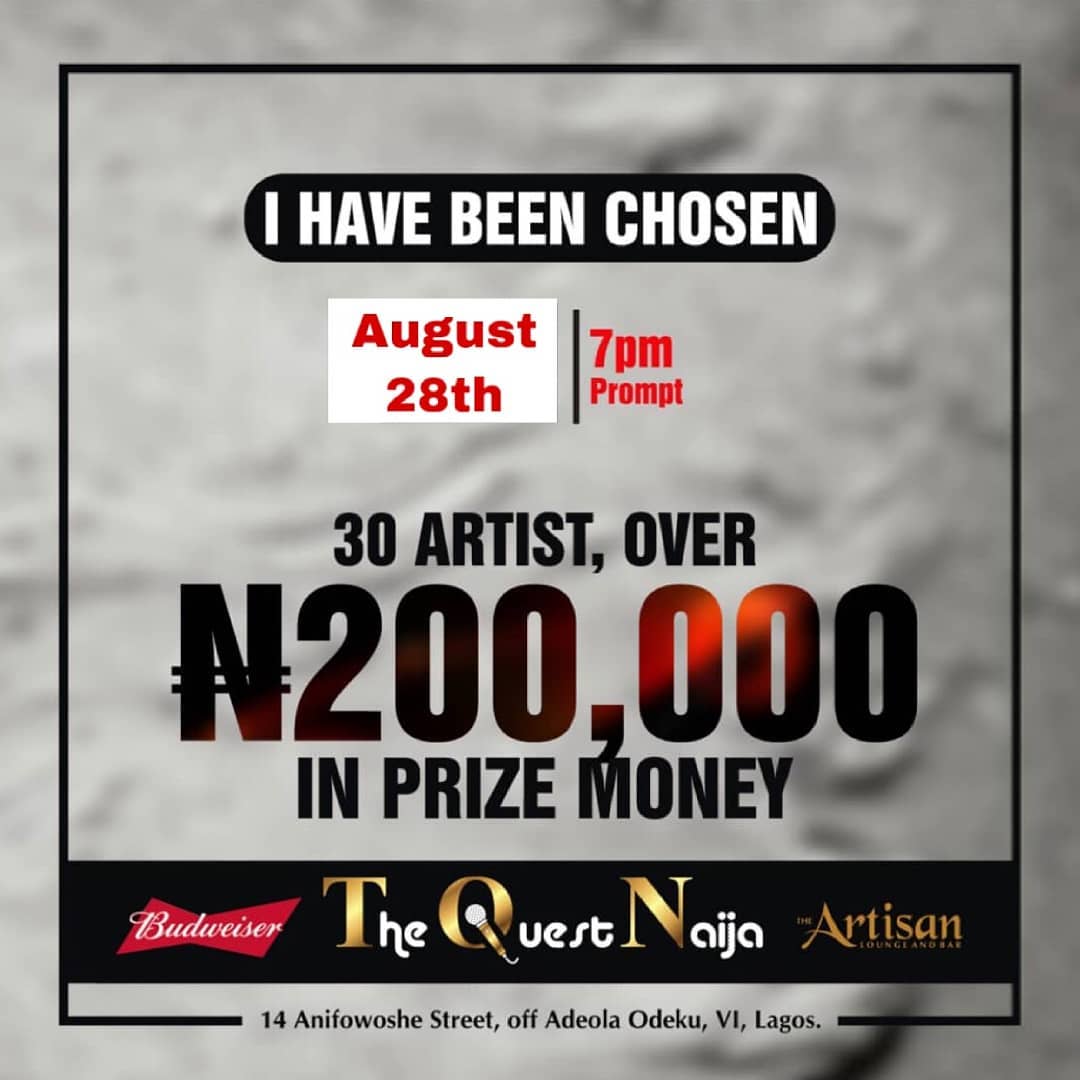 I HAVE BEEN CHOSEN
August
28th
7pm
Prompt
30 ARTIST, OVER
₦200,000
IN PRIZE MONEY
Budweiser
The Quest Naija
THE Artisan
LOUNGE AND BAR
14 Anifowoshe Street, off Adeola Odeku, VI, Lagos.